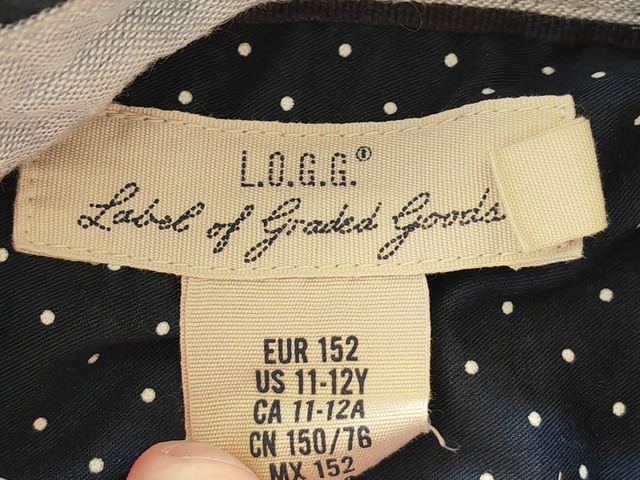 L.O.G.G.®
Label of Graded Goods
EUR 152
US 11-12Y
CA 11-12A
CN 150/76
MX 152